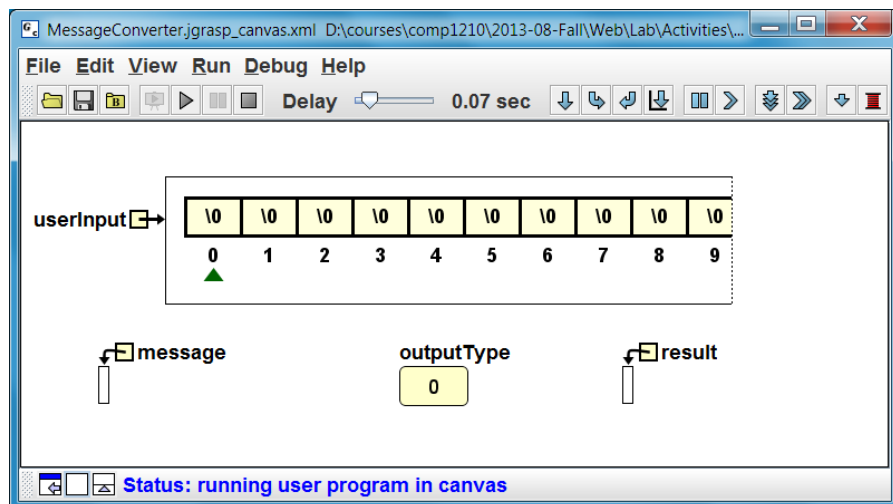 MessageConverter.jgrasp_canvas.xml D:\courses\comp1210\2013-08-Fall\Web\Lab\Activities\...
File Edit View Run Debug Help
B Delay 0.07 sec
userInput \0 \0 \0 \0 \0 \0 \0 \0 \0 \0
0 1 2 3 4 5 6 7 8 9
message outputType result
0
Status: running user program in canvas